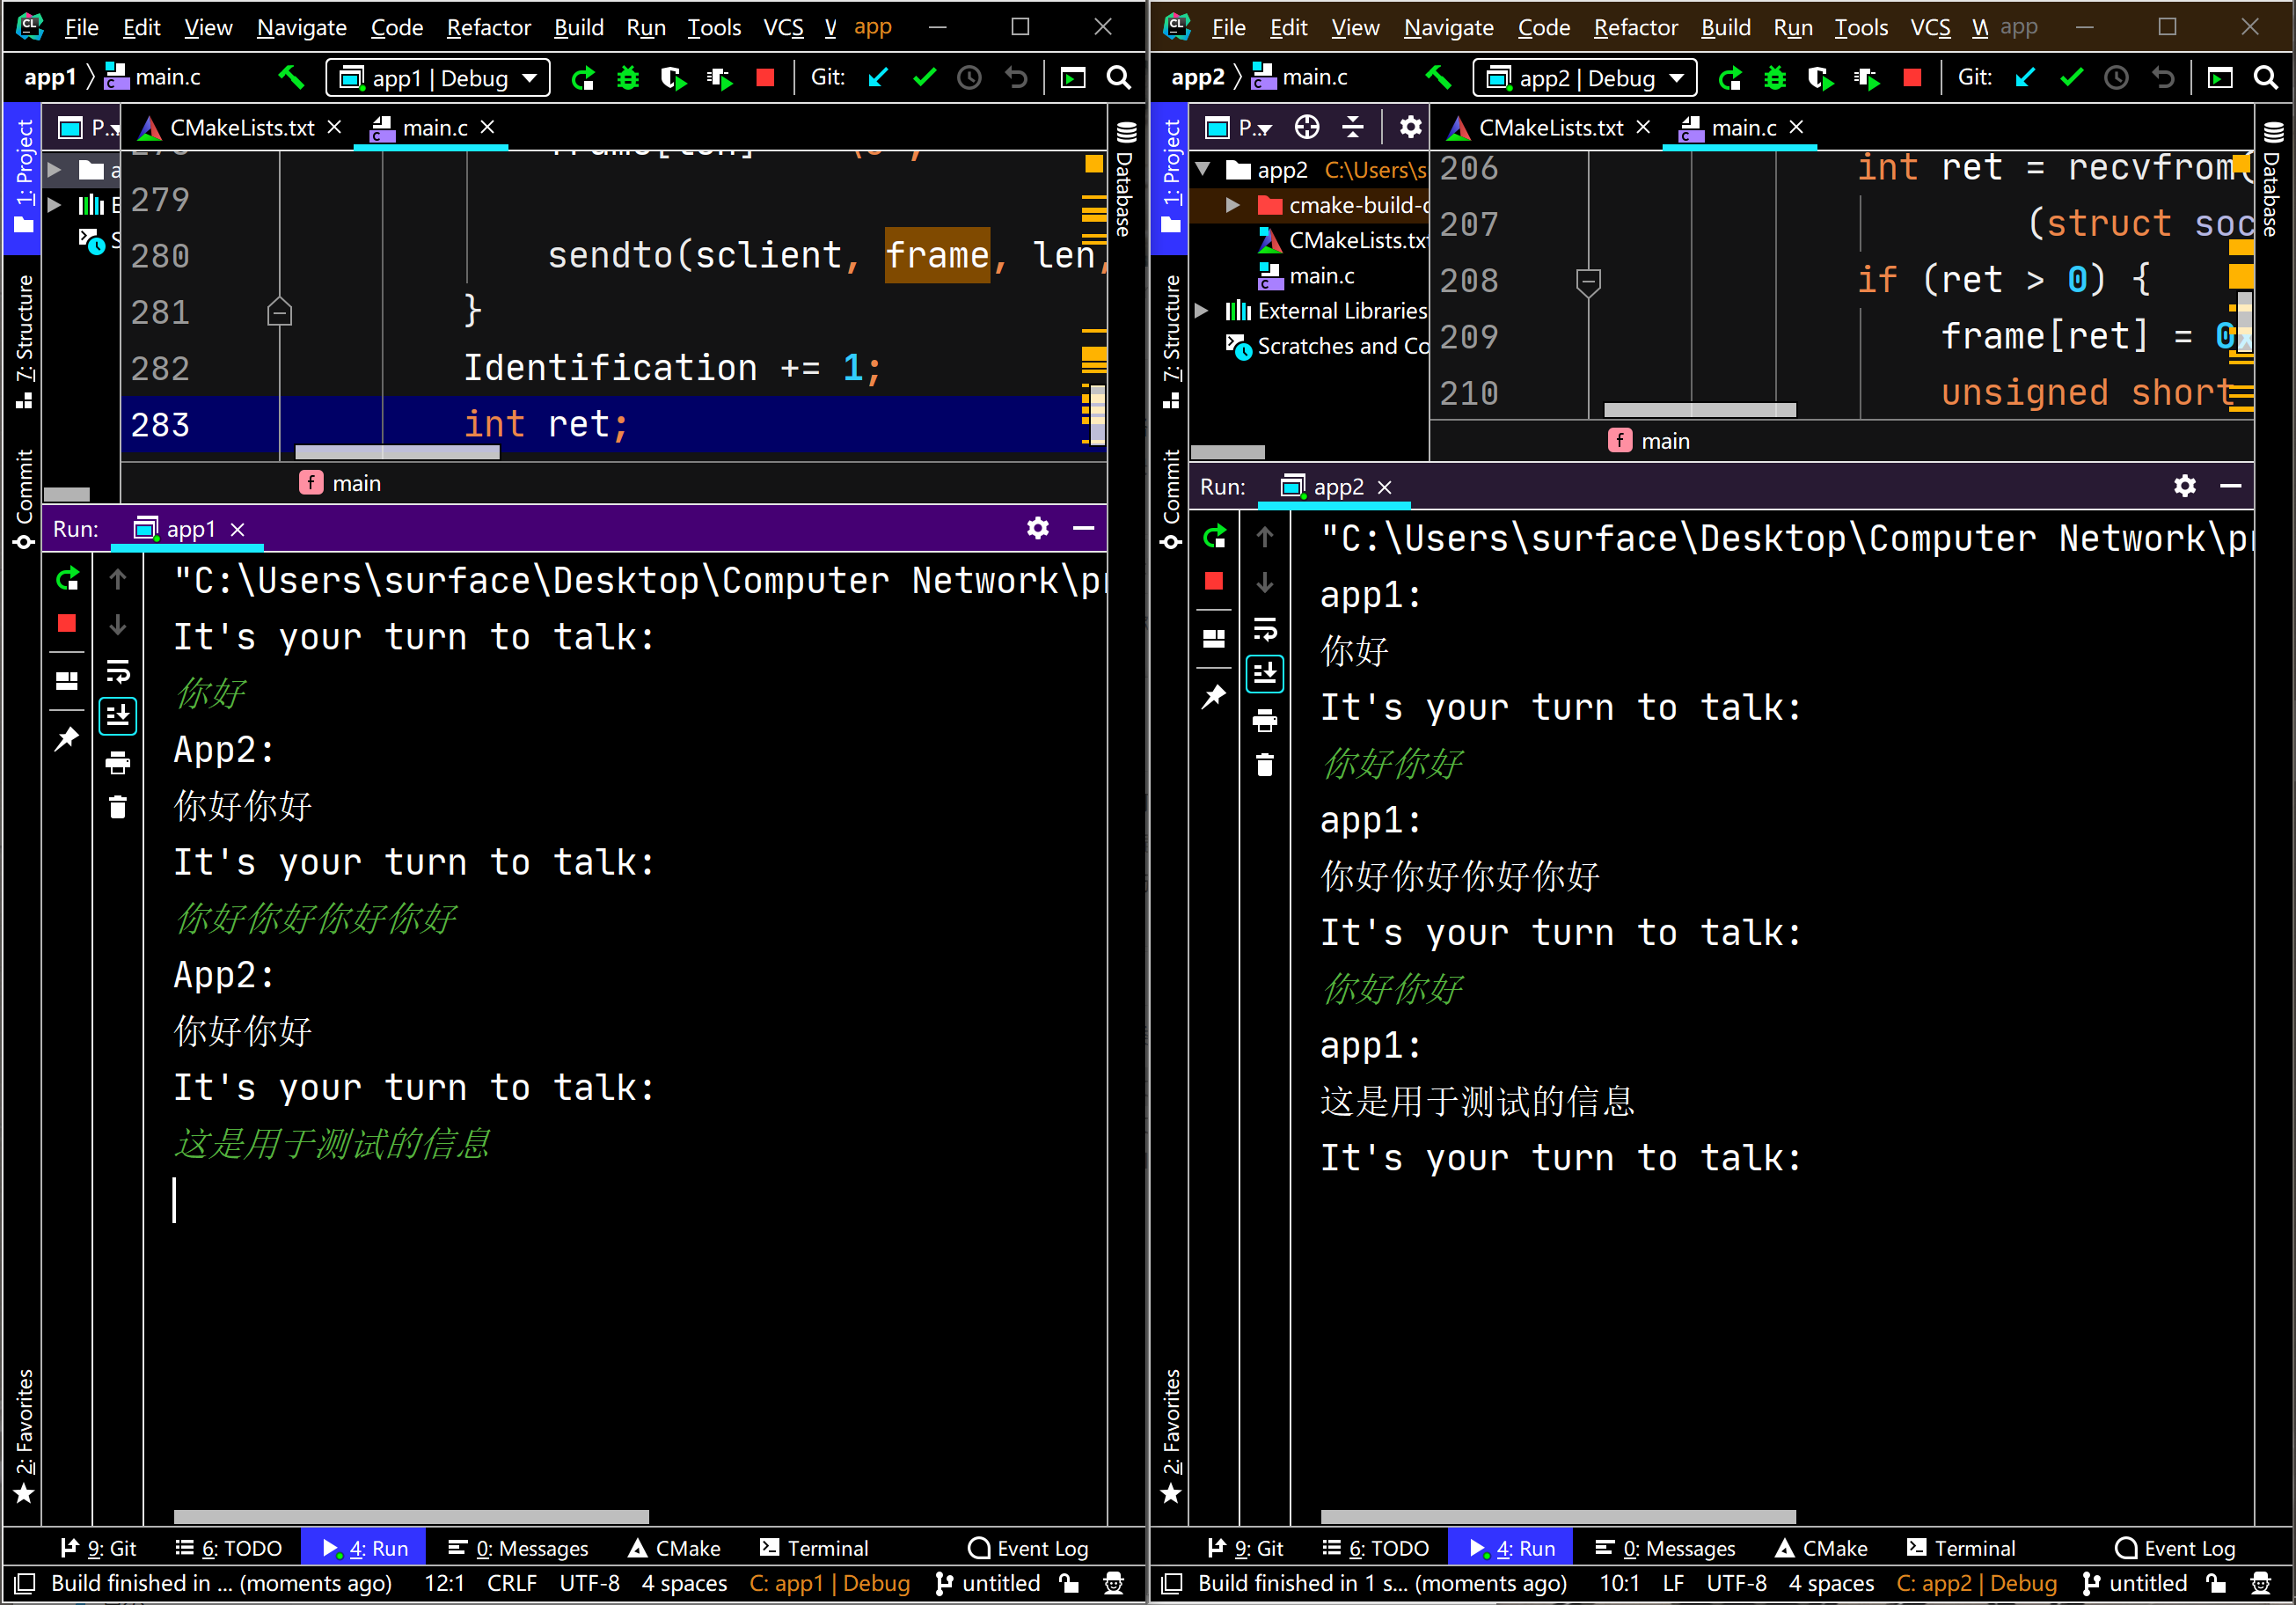 File Edit View Navigate Code Refactor Build Run Tools VCS app
app1 main.c app1 | Debug Git:
1: Project
7: Structure
Commit
2: Favorites
P...
CMakeLists.txt main.c
Database
279
280 sendto(sclient, frame, len,
281 }
282 Identification += 1;
283 int ret;
f main
Run: app1
"C:\Users\surface\Desktop\Computer Network\pr
It's your turn to talk:
你好
App2:
你好你好
It's your turn to talk:
你好你好你好你好
App2:
你好你好
It's your turn to talk:
这是用于测试的信息
9: Git 6: TODO 4: Run 0: Messages CMake Terminal Event Log
Build finished in ... (moments ago) 12:1 CRLF UTF-8 4 spaces C: app1 | Debug untitled
File Edit View Navigate Code Refactor Build Run Tools VCS W app
app2 main.c app2 | Debug Git:
1: Project
7: Structure
Commit
2: Favorites
P...
CMakeLists.txt main.c
Database
app2 C:\Users\s
cmake-build-d
CMakeLists.txt
main.c
External Libraries
Scratches and Co
206 int ret = recvfrom(
207 (struct soc
208 if (ret > 0) {
209 frame[ret] = 0x
210 unsigned short
f main
Run: app2
"C:\Users\surface\Desktop\Computer Network\pr
app1:
你好
It's your turn to talk:
你好你好
app1:
你好你好你好你好
It's your turn to talk:
你好你好
app1:
这是用于测试的信息
It's your turn to talk:
9: Git 6: TODO 4: Run 0: Messages CMake Terminal Event Log
Build finished in 1 s... (moments ago) 10:1 LF UTF-8 4 spaces C: app2 | Debug untitled